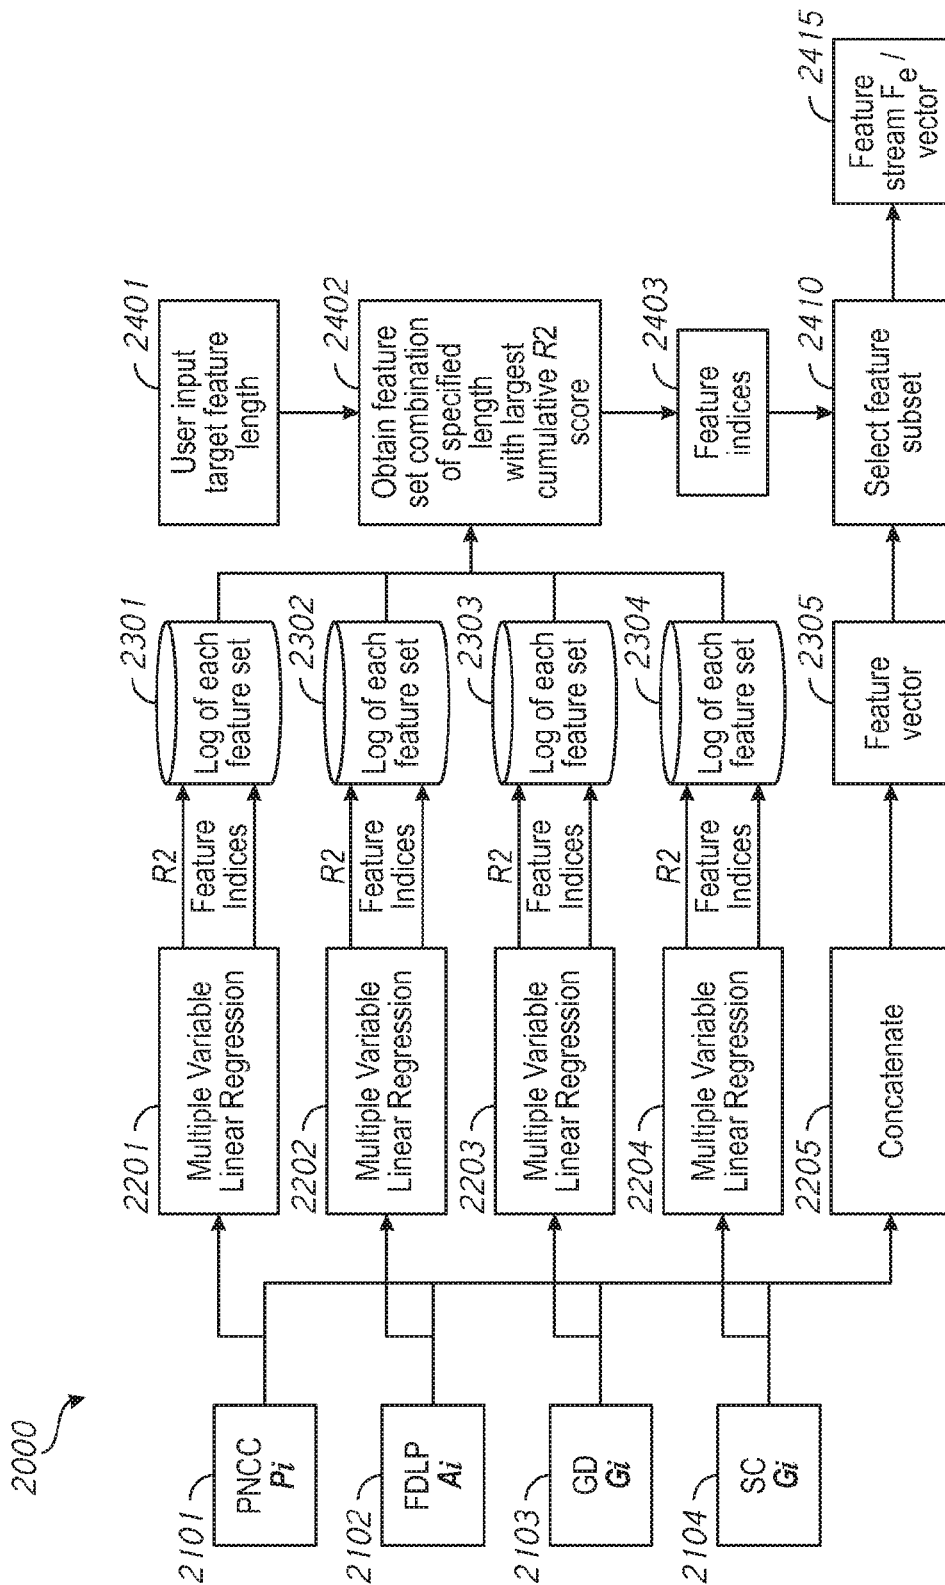 2000
2101
PNCC
Pi
2102
FDLP
Ai
2103
GD
Gi
2104
SC
Gi
2201
Multiple Variable
Linear Regression
2202
Multiple Variable
Linear Regression
2203
Multiple Variable
Linear Regression
2204
Multiple Variable
Linear Regression
2205
Concatenate
R2
Feature
Indices
R2
Feature
Indices
R2
Feature
Indices
R2
Feature
Indices
2301
Log of each
feature set
2302
Log of each
feature set
2303
Log of each
feature set
2304
Log of each
feature set
2305
Feature
vector
2401
User input
target feature
length
2402
Obtain feature
set combination
of specified
length
with largest
cumulative R2
score
2403
Feature
indices
2410
Select feature
subset
2415
Feature
stream Fe /
vector